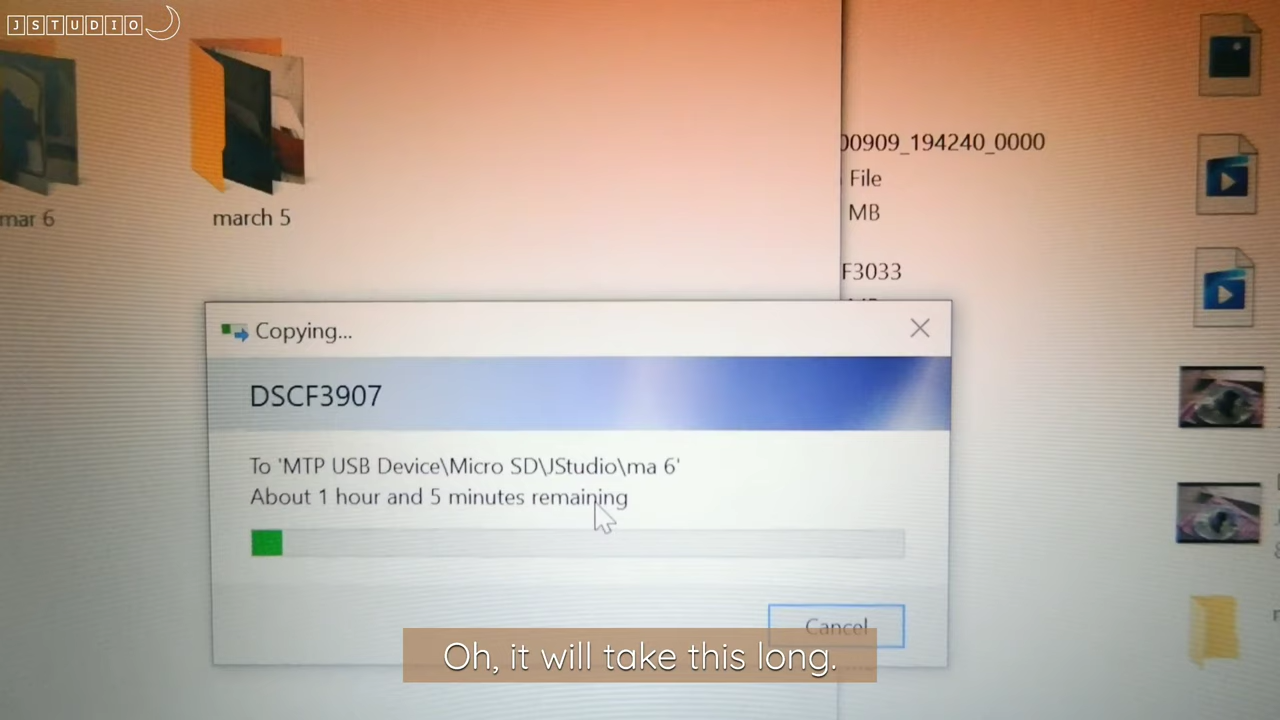 JSTUDIO
mar 6
march 5
00909_194240_0000
File
MB
F3033
Copying...
DSCF3907
To 'MTP USB Device\Micro SD\JStudio\ma 6'
About 1 hour and 5 minutes remaining
Cancel
Oh, it will take this long.